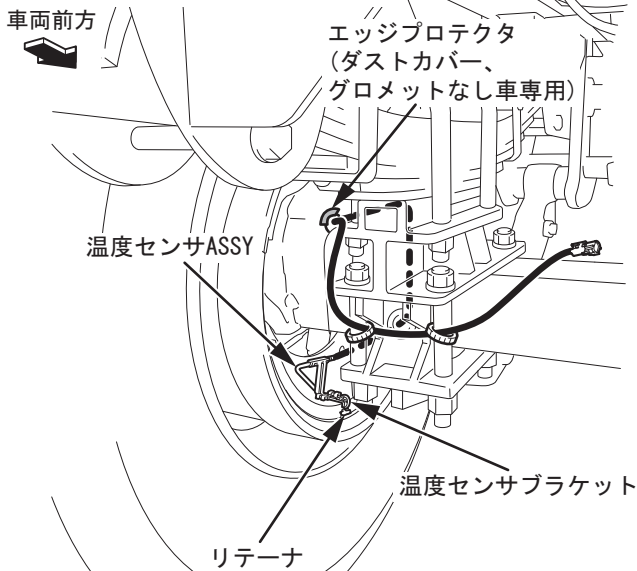 車両前方
エッジプロテクタ
(ダストカバー、
グロメットなし車専用)
温度センサASSY
温度センサブラケット
リテーナ